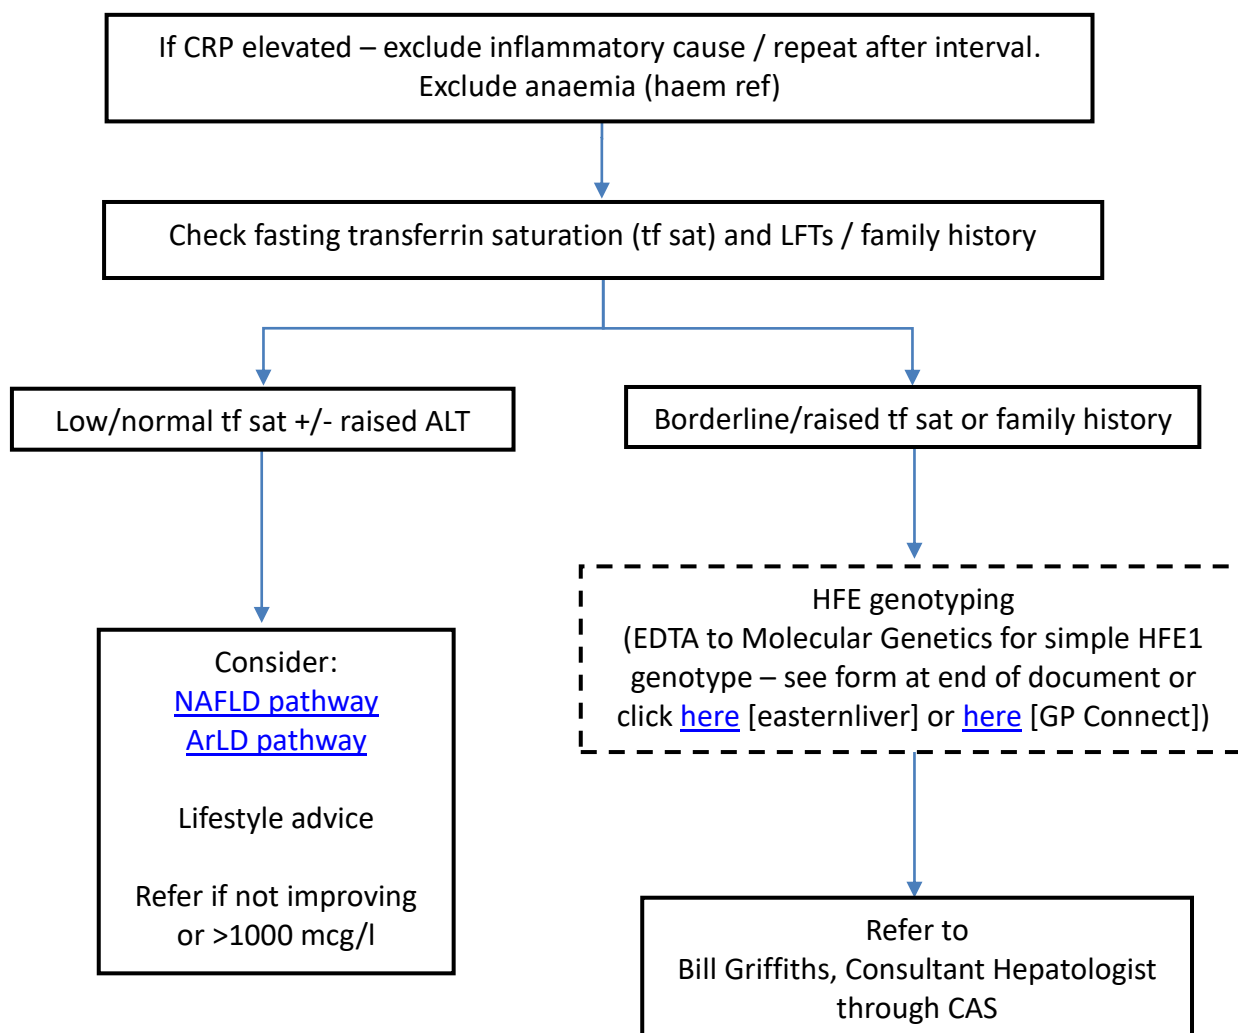 If CRP elevated – exclude inflammatory cause / repeat after interval.
Exclude anaemia (haem ref)
Check fasting transferrin saturation (tf sat) and LFTs / family history
Low/normal tf sat +/- raised ALT
Borderline/raised tf sat or family history
Consider:
NAFLD pathway
ArLD pathway
Lifestyle advice
Refer if not improving
or >1000 mcg/l
HFE genotyping
(EDTA to Molecular Genetics for simple HFE1
genotype – see form at end of document or
click here [easternliver] or here [GP Connect])
Refer to
Bill Griffiths, Consultant Hepatologist
through CAS